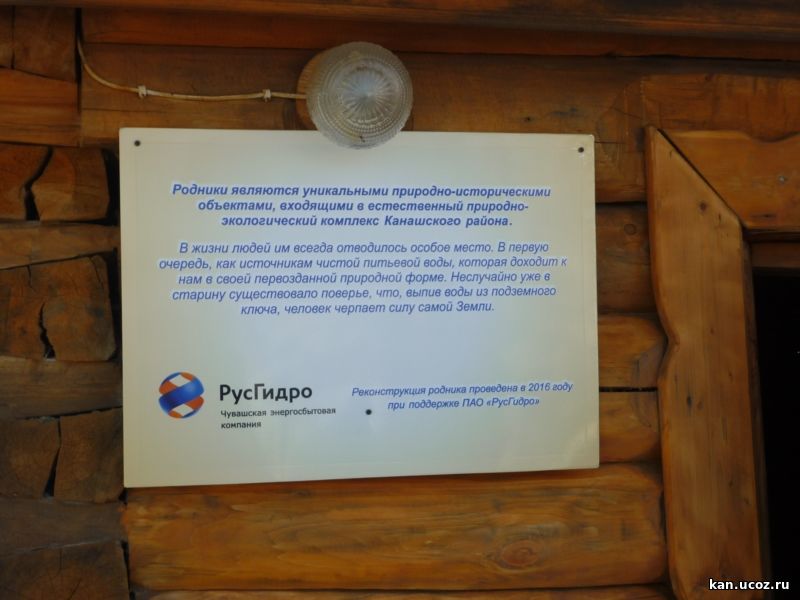 Родники являются уникальными природно-историческими
объектами, входящими в естественный природно-
экологический комплекс Канашского района.
В жизни людей им всегда отводилось особое место. В первую
очередь, как источникам чистой питьевой воды, которая доходит к
нам в своей первозданной природной форме. Неслучайно уже в
старину существовало поверье, что, выпив воды из подземного
ключа, человек черпает силу самой Земли.
РусГидро
Чувашская энергосбытовая
компания
Реконструкция родника проведена в 2016 году
при поддержке ПАО «РусГидро»
kan.ucoz.ru